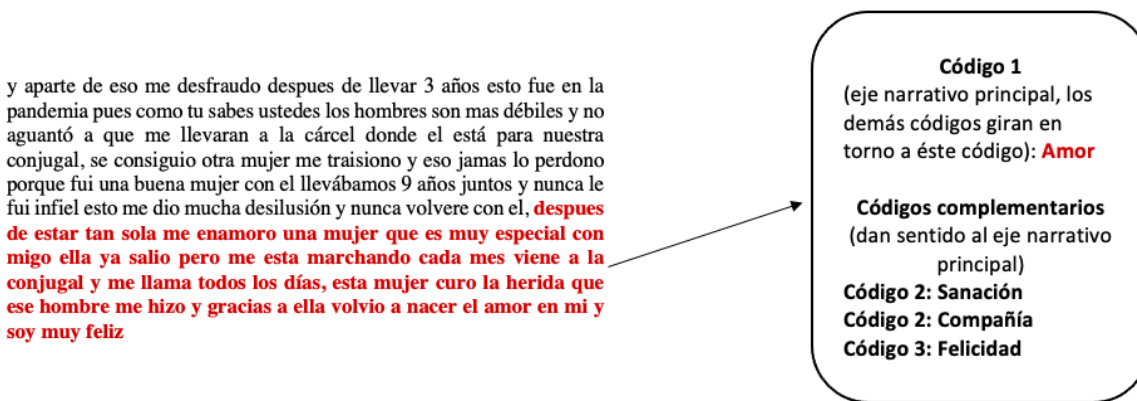 y aparte de eso me desfraudo despues de llevar 3 años esto fue en la
pandemia pues como tu sabes ustedes los hombres son mas débiles y no
aguantó a que me llevaran a la cárcel donde el está para nuestra
conjugal, se consiguio otra mujer me traisiono y eso jamas lo perdono
porque fui una buena mujer con el llevábamos 9 años juntos y nunca le
fui infiel esto me dio mucha desilusión y nunca volvere con el, despues
de estar tan sola me enamoro una mujer que es muy especial con
migo ella ya salio pero me esta marchando cada mes viene a la
conjugal y me llama todos los días, esta mujer curo la herida que
ese hombre me hizo y gracias a ella volvio a nacer el amor en mi y
soy muy feliz
Código 1
(eje narrativo principal, los
demás códigos giran en
torno a éste código): Amor
Códigos complementarios
(dan sentido al eje narrativo
principal)
Código 2: Sanación
Código 2: Compañía
Código 3: Felicidad